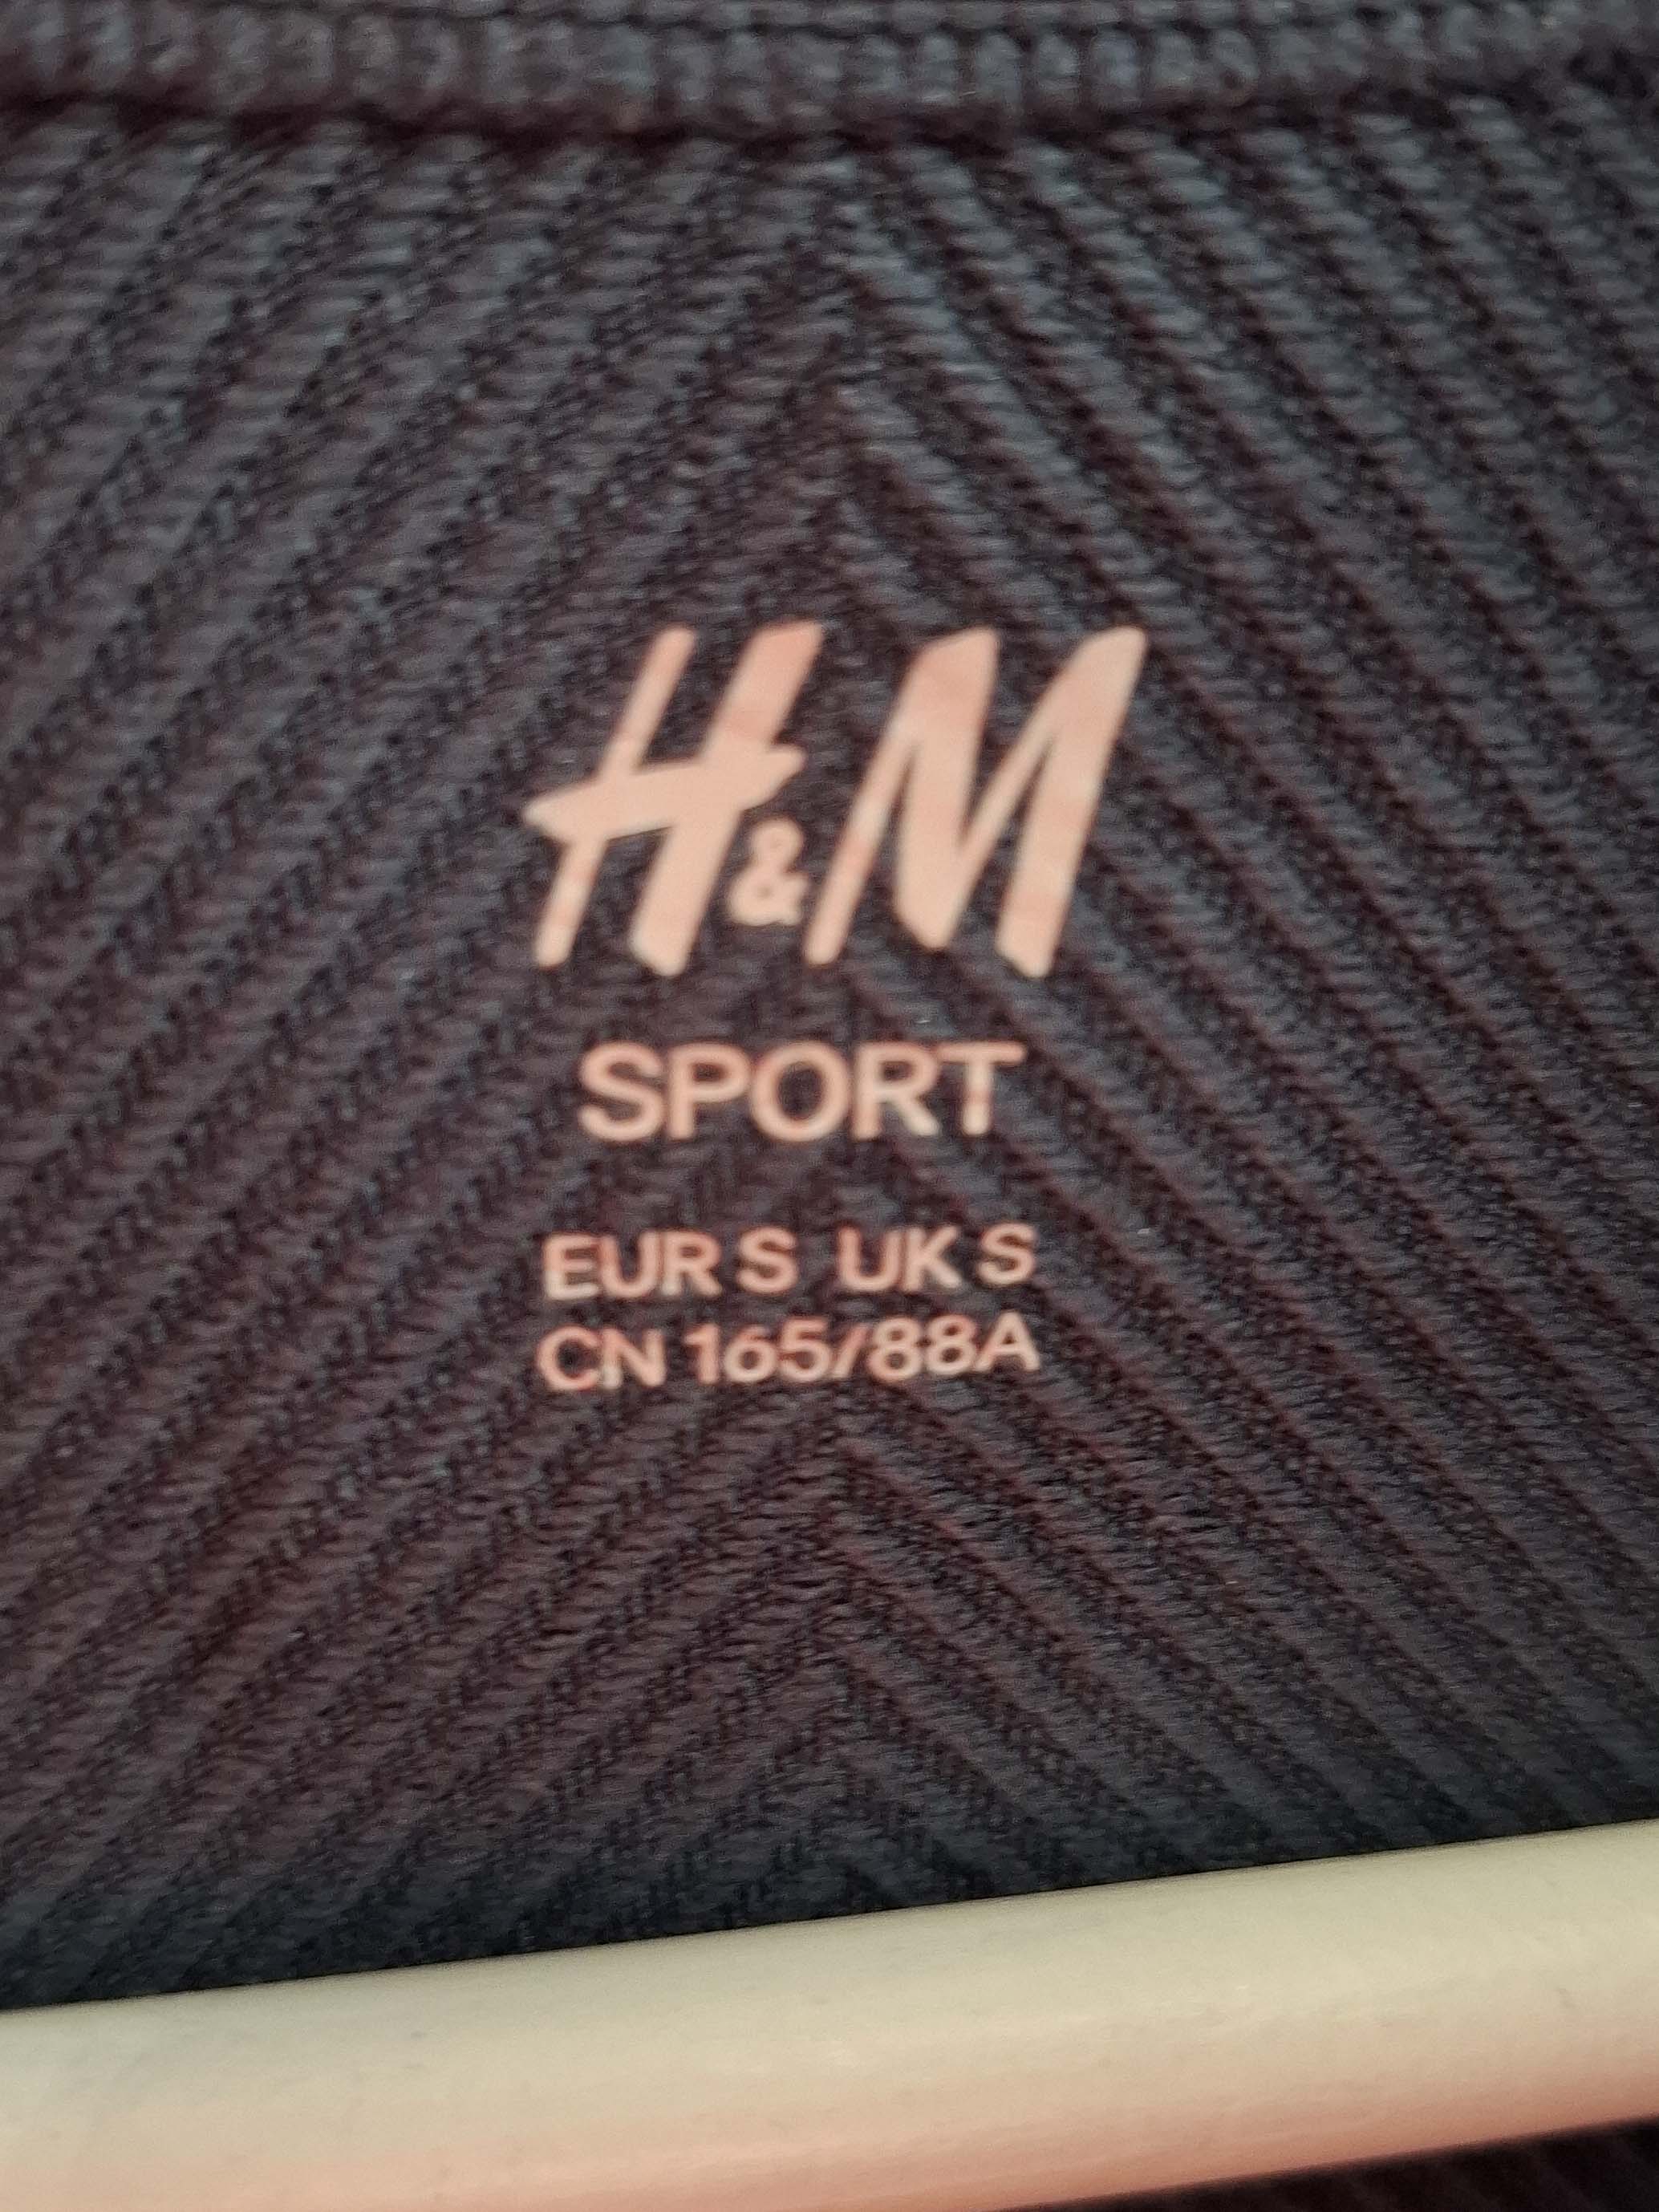 H&M
SPORT
EUR S UK S
CN 165/88A